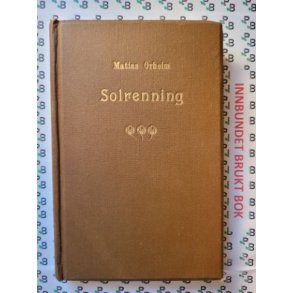 Matias Orheim
Solrenning
INNBUNDET BRUKT BOK